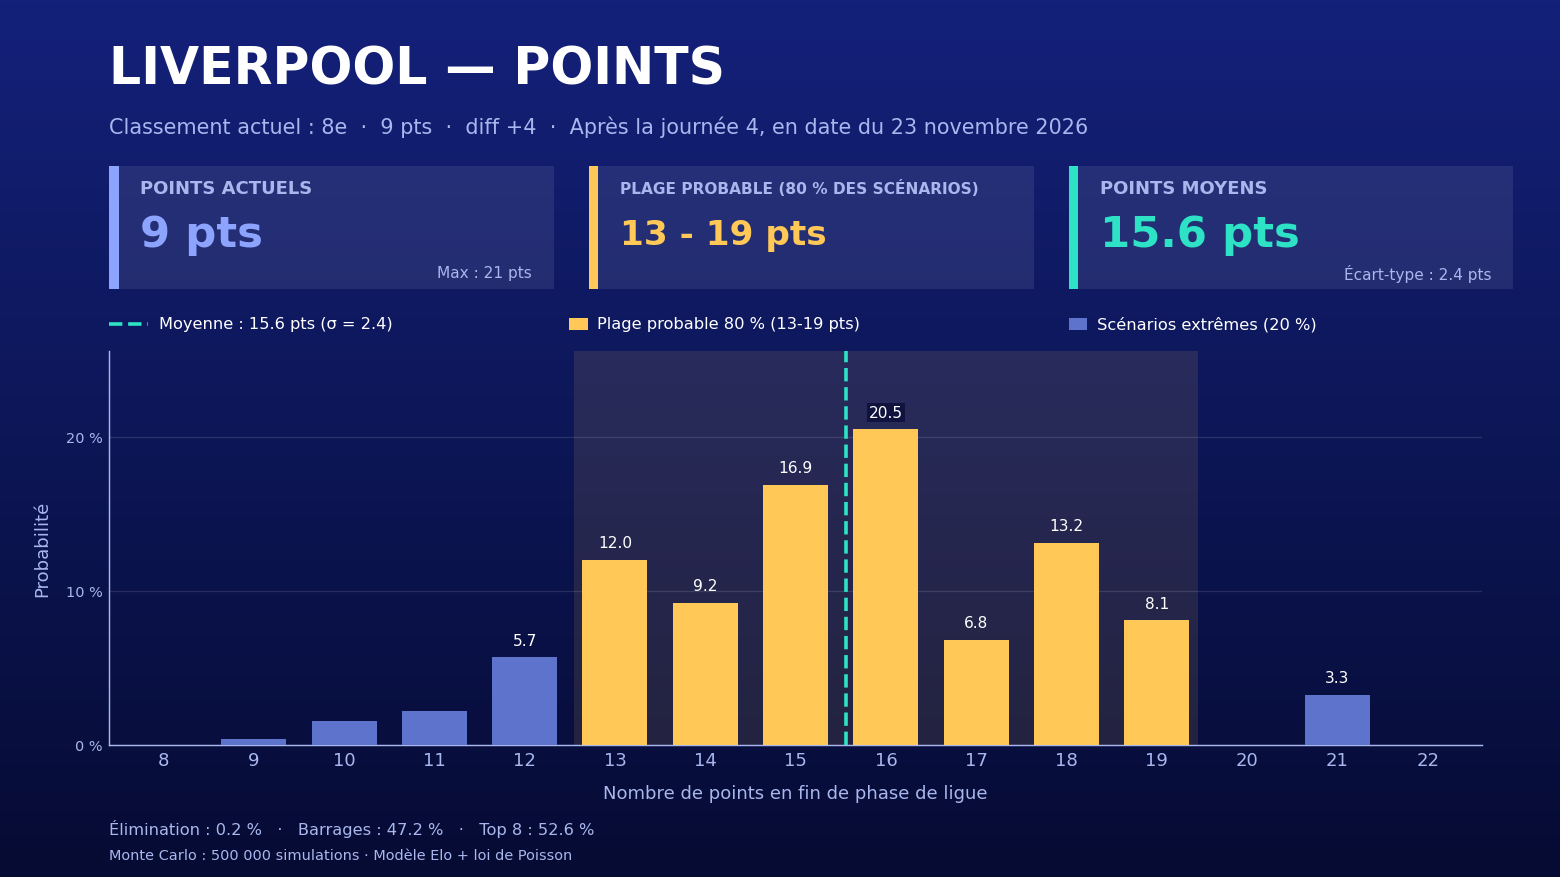 LIVERPOOL — POINTS
Classement actuel : 8e · 9 pts · diff +4 · Après la journée 4, en date du 23 novembre 2026
POINTS ACTUELS
9 pts
Max : 21 pts
PLAGE PROBABLE (80 % DES SCÉNARIOS)
13 - 19 pts
POINTS MOYENS
15.6 pts
Écart-type : 2.4 pts
Moyenne : 15.6 pts (σ = 2.4)
Plage probable 80 % (13-19 pts)
Scénarios extrêmes (20 %)
Probabilité
20 %
10 %
0 %
5.7
12.0
9.2
16.9
20.5
6.8
13.2
8.1
3.3
8 9 10 11 12 13 14 15 16 17 18 19 20 21 22
Nombre de points en fin de phase de ligue
Élimination : 0.2 % · Barrages : 47.2 % · Top 8 : 52.6 %
Monte Carlo : 500 000 simulations · Modèle Elo + loi de Poisson